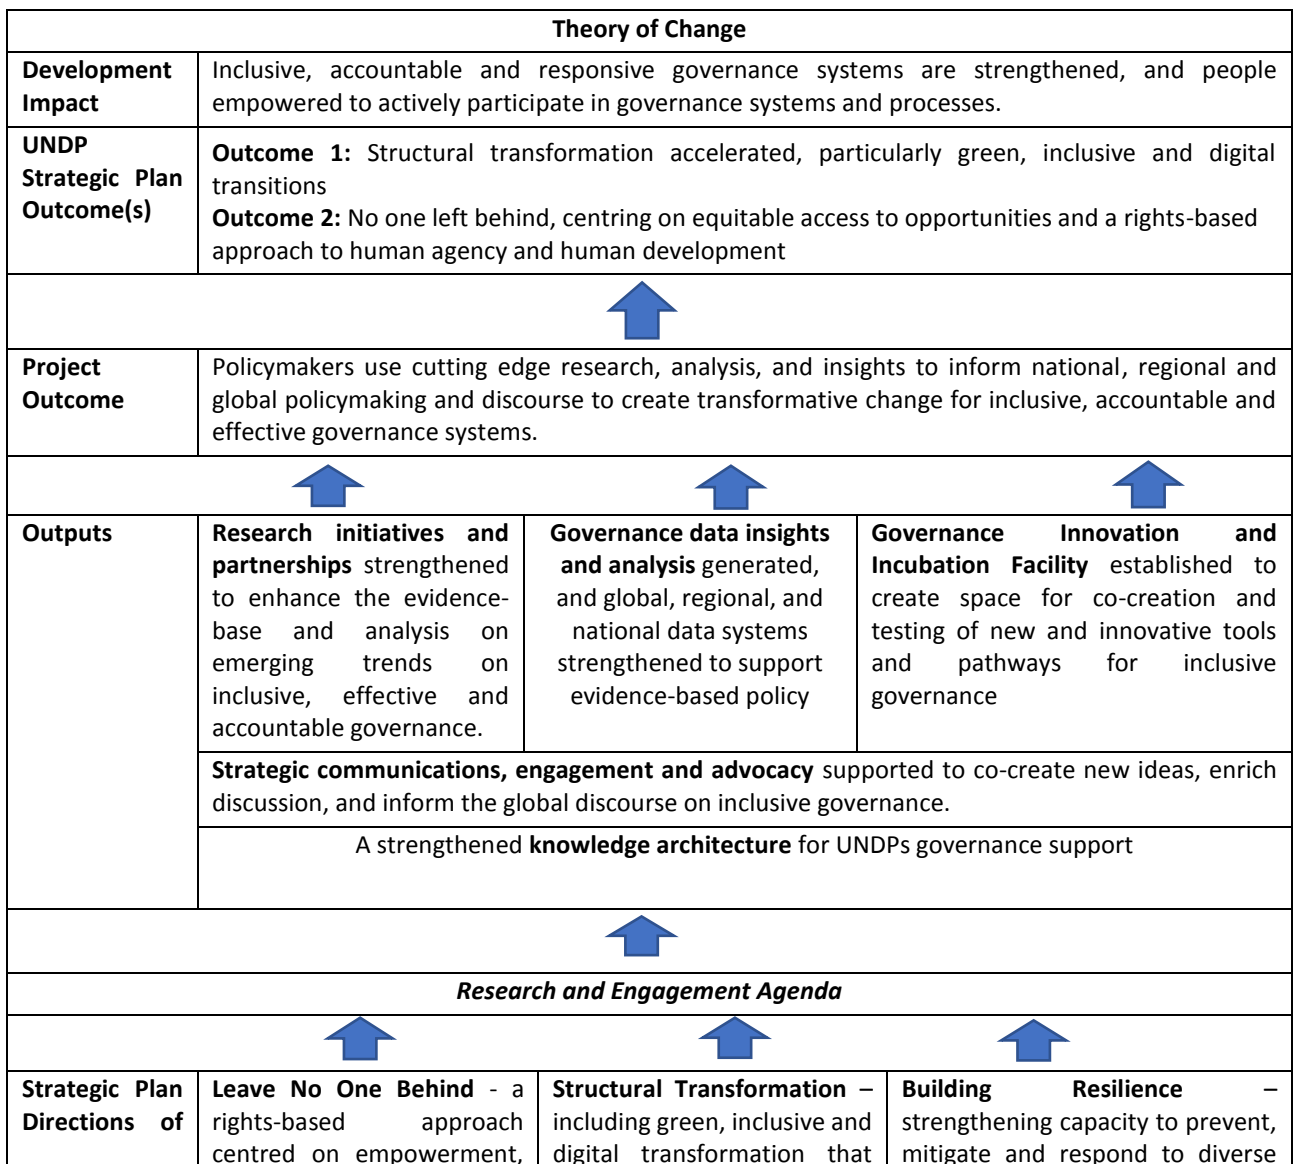 Theory of Change
Development
Impact
Inclusive, accountable and responsive governance systems are strengthened, and people
empowered to actively participate in governance systems and processes.
UNDP
Strategic Plan
Outcome(s)
Outcome 1: Structural transformation accelerated, particularly green, inclusive and digital
transitions
Outcome 2: No one left behind, centring on equitable access to opportunities and a rights-based
approach to human agency and human development
Project
Outcome
Policymakers use cutting edge research, analysis, and insights to inform national, regional and
global policymaking and discourse to create transformative change for inclusive, accountable and
effective governance systems.
Outputs
Research initiatives and
partnerships strengthened
to enhance the evidence-
base and analysis on
emerging trends on
inclusive, effective and
accountable governance.
Governance data insights
and analysis generated,
and global, regional, and
national data systems
strengthened to support
evidence-based policy
Governance Innovation and
Incubation Facility established to
create space for co-creation and
testing of new and innovative tools
and pathways for inclusive
governance
Strategic communications, engagement and advocacy supported to co-create new ideas, enrich
discussion, and inform the global discourse on inclusive governance.
A strengthened knowledge architecture for UNDPs governance support
Research and Engagement Agenda
Strategic Plan
Directions of
Leave No One Behind - a
rights-based approach
centred on empowerment,
Structural Transformation –
including green, inclusive and
digital transformation that
Building Resilience –
strengthening capacity to prevent,
mitigate and respond to diverse